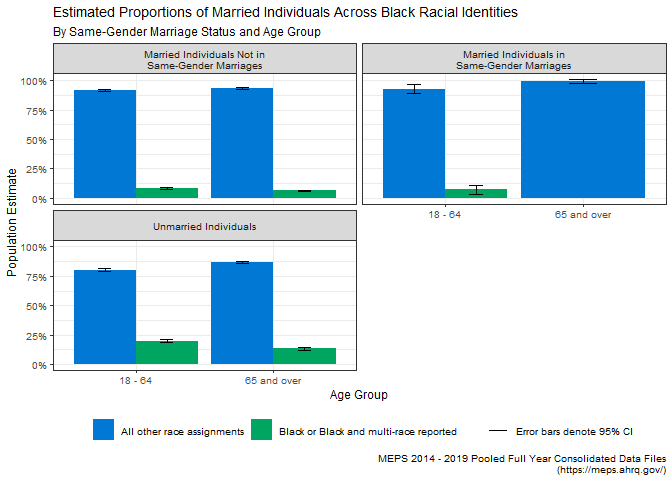 Estimated Proportions of Married Individuals Across Black Racial Identities
By Same-Gender Marriage Status and Age Group
Married Individuals Not in
Same-Gender Marriages
Married Individuals in
Same-Gender Marriages
100%
75%
50%
25%
0%
18 - 64
65 and over
Unmarried Individuals
100%
75%
50%
25%
0%
18 - 64
65 and over
Population Estimate
Age Group
All other race assignments
Black or Black and multi-race reported
Error bars denote 95% CI
MEPS 2014 - 2019 Pooled Full Year Consolidated Data Files
(https://meps.ahrq.gov/)